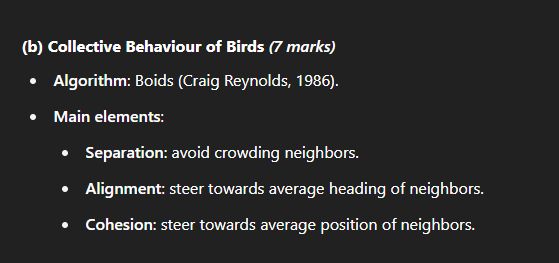 (b) Collective Behaviour of Birds (7 marks)
• Algorithm: Boids (Craig Reynolds, 1986).
• Main elements:
• Separation: avoid crowding neighbors.
• Alignment: steer towards average heading of neighbors.
• Cohesion: steer towards average position of neighbors.